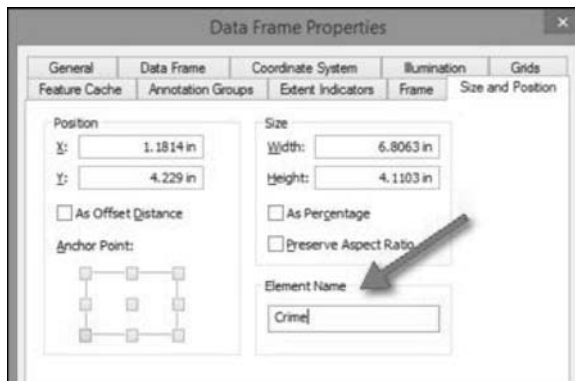 Data Frame Properties
General Data Frame Coordinate System Illumination Grids
Feature Cache Annotation Groups Extent Indicators Frame Size and Position
Position
X: 1.1814 in
Y: 4.229 in
As Offset Distance
Anchor Point:
Size
Width: 6.8063 in
Height: 4.1103 in
As Percentage
Preserve Aspect Ratio
Element Name
Crime